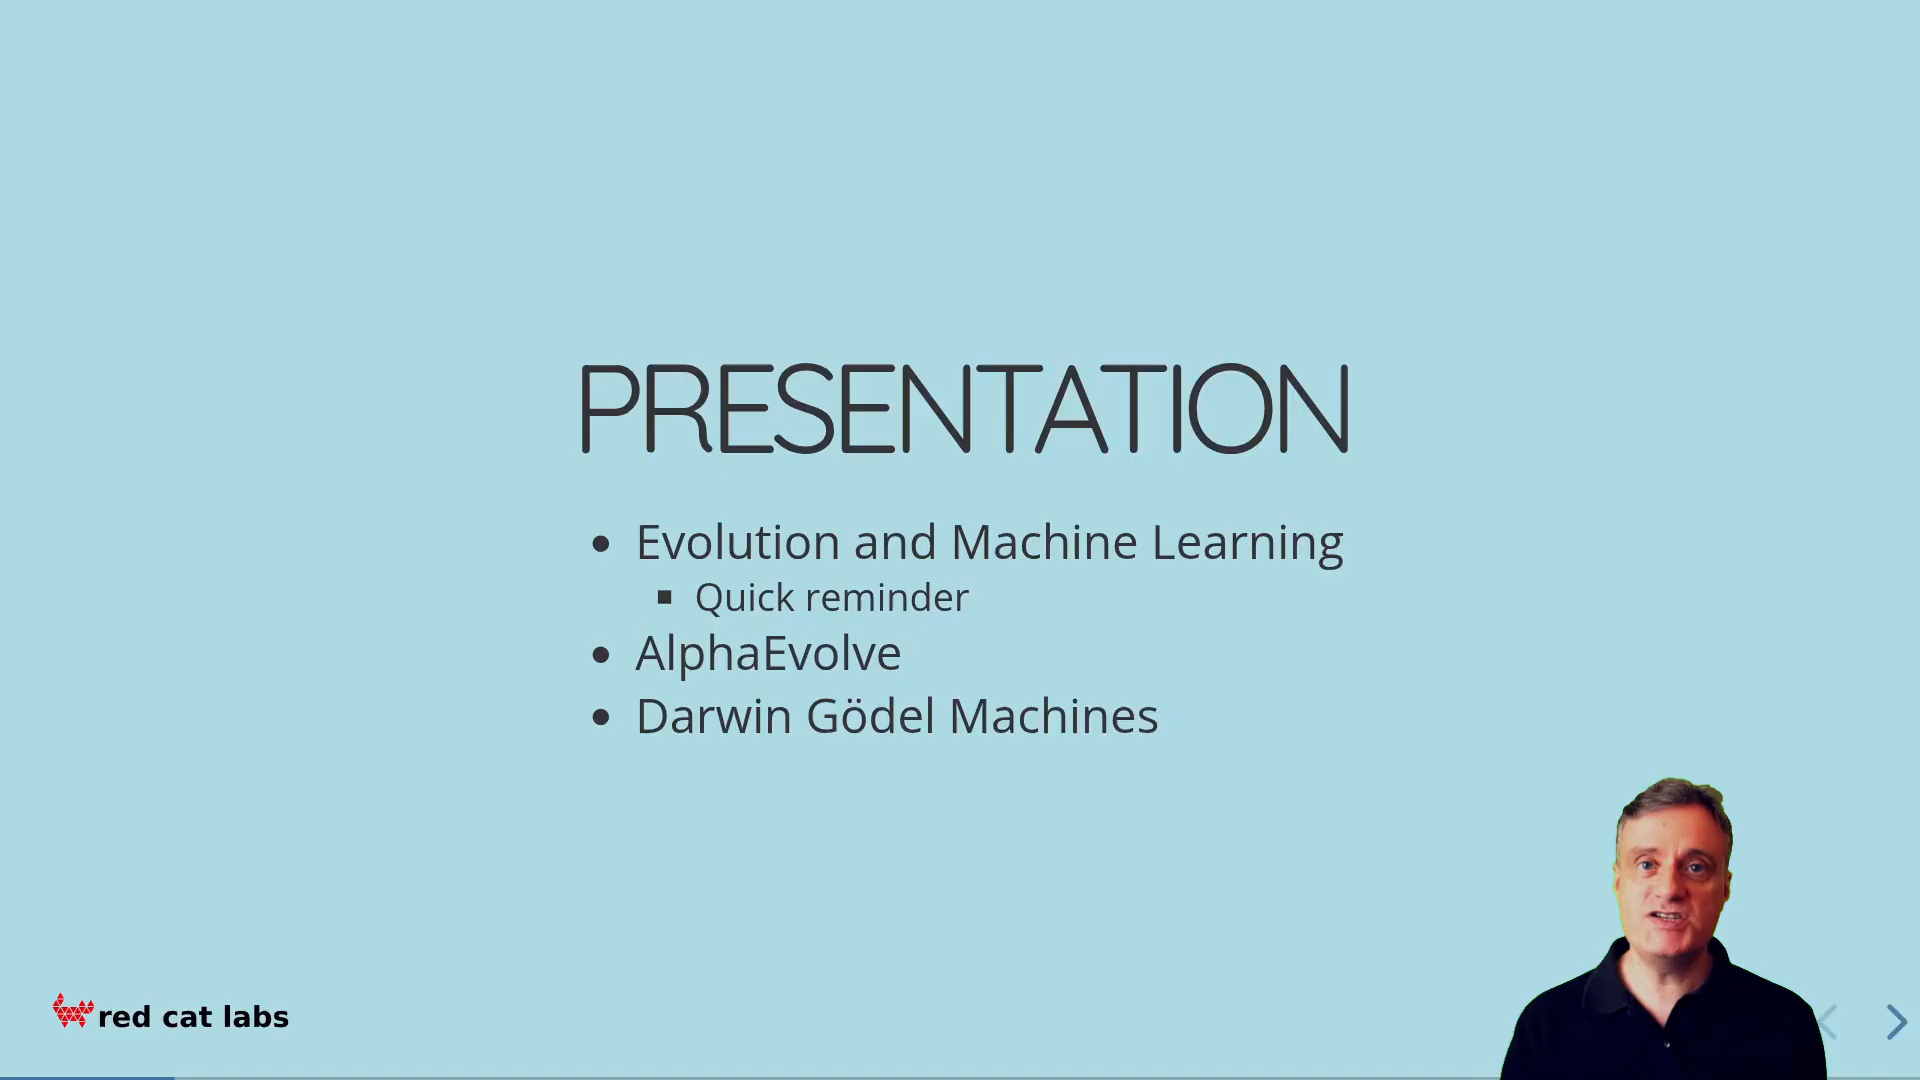 PRESENTATION
Evolution and Machine Learning
Quick reminder
AlphaEvolve
Darwin Gödel Machines
red cat labs